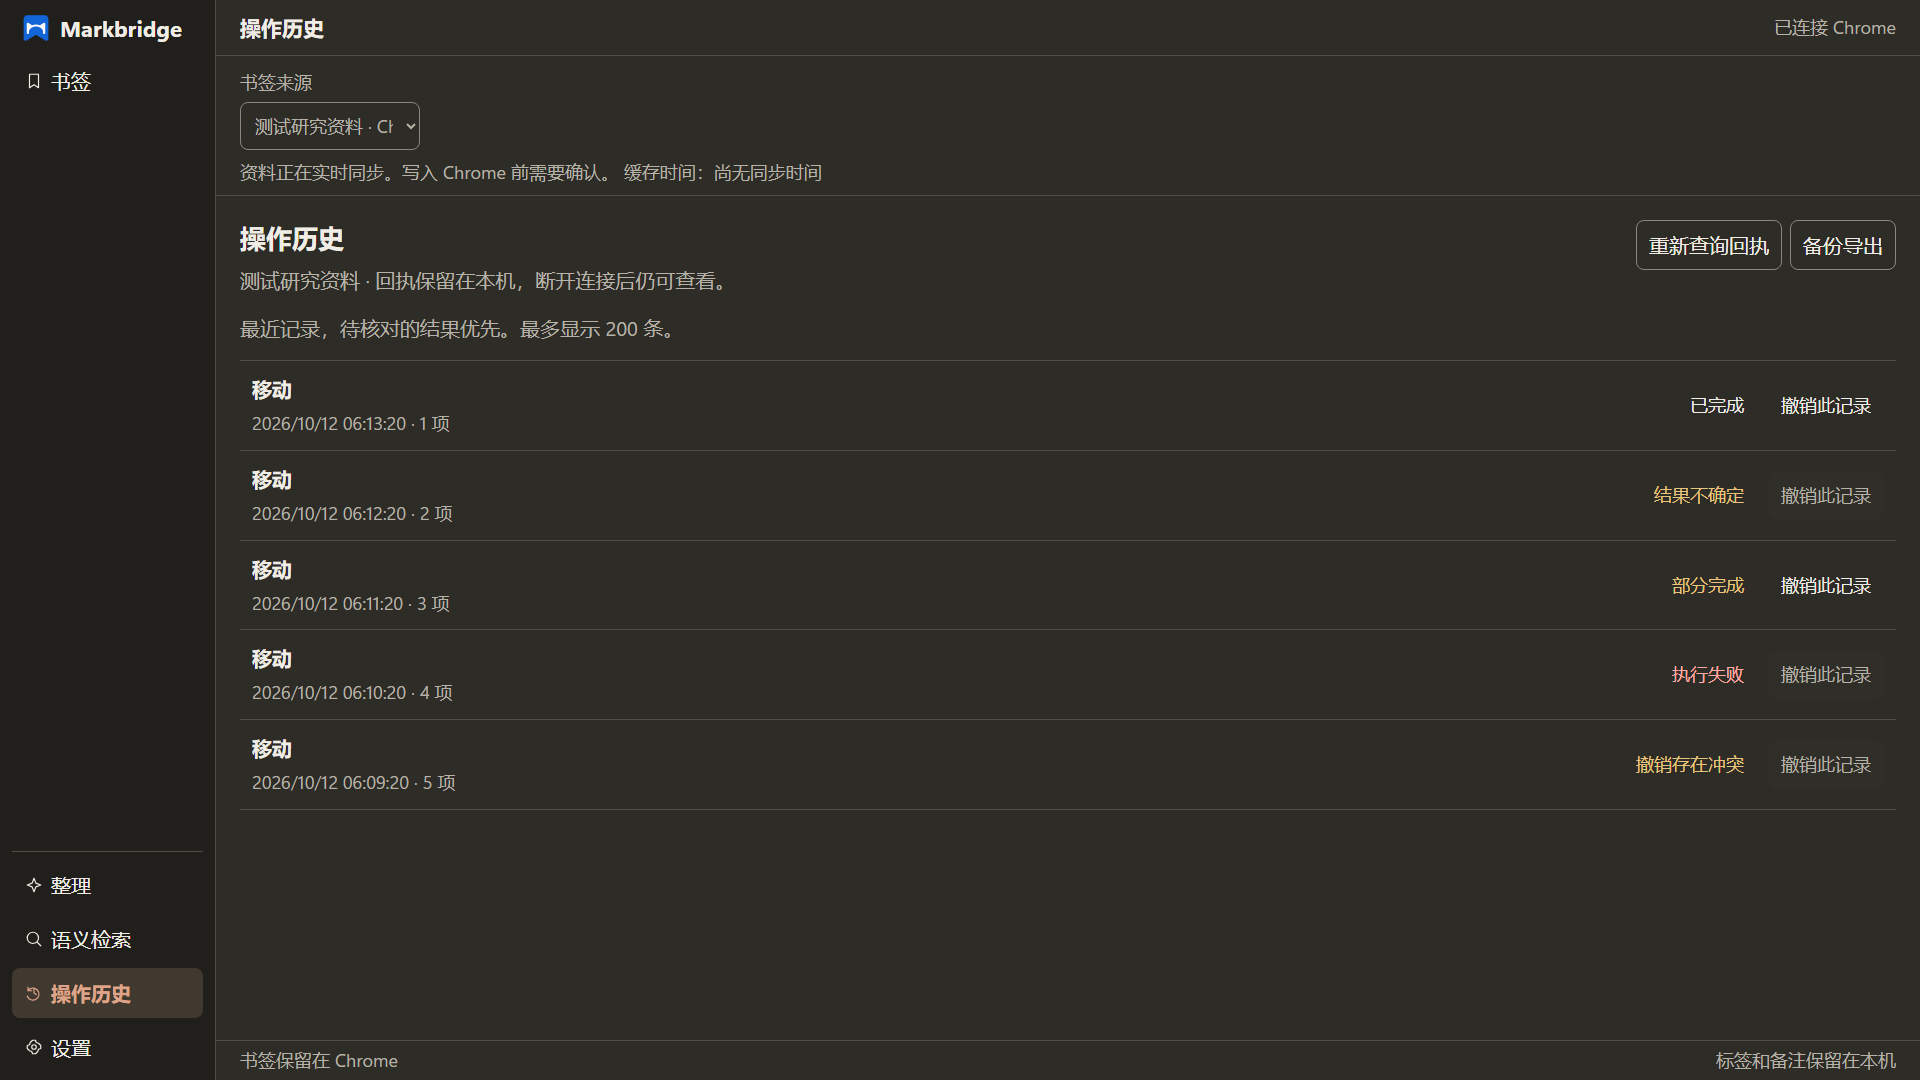 Markbridge
书签
整理
语义检索
操作历史
设置
操作历史
已连接 Chrome
书签来源
测试研究资料 · Ch
资料正在实时同步。写入 Chrome 前需要确认。 缓存时间：尚无同步时间
操作历史
重新查询回执
备份导出
测试研究资料 · 回执保留在本机，断开连接后仍可查看。
最近记录，待核对的结果优先。最多显示 200 条。
移动
2026/10/12 06:13:20 · 1 项
已完成
撤销此记录
移动
2026/10/12 06:12:20 · 2 项
结果不确定
撤销此记录
移动
2026/10/12 06:11:20 · 3 项
部分完成
撤销此记录
移动
2026/10/12 06:10:20 · 4 项
执行失败
撤销此记录
移动
2026/10/12 06:09:20 · 5 项
撤销存在冲突
撤销此记录
书签保留在 Chrome
标签和备注保留在本机